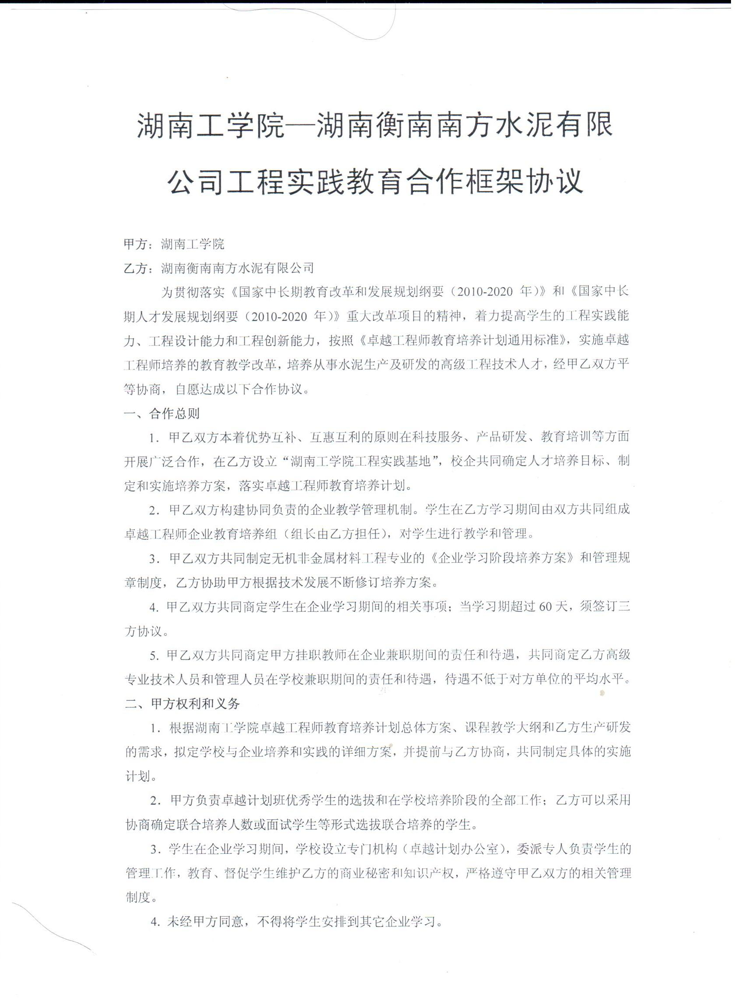 湖南工学院—湖南衡南南方水泥有限
公司工程实践教育合作框架协议
甲方：湖南工学院
乙方：湖南衡南南方水泥有限公司
为贯彻落实《国家中长期教育改革和发展规划纲要（2010-2020 年）》和《国家中长
期人才发展规划纲要（2010-2020 年）》重大改革项目的精神，着力提高学生的工程实践能
力、工程设计能力和工程创新能力，按照《卓越工程师教育培养计划通用标准》，实施卓越
工程师培养的教育教学改革，培养从事水泥生产及研发的高级工程技术人才，经甲乙双方平
等协商，自愿达成以下合作协议。
一、合作总则
1．甲乙双方本着优势互补、互惠互利的原则在科技服务、产品研发、教育培训等方面
开展广泛合作，在乙方设立“湖南工学院工程实践基地”，校企共同确定人才培养目标、制
定和实施培养方案，落实卓越工程师教育培养计划。
2．甲乙双方构建协同负责的企业教学管理机制。学生在乙方学习期间由双方共同组成
卓越工程师企业教育培养组（组长由乙方担任），对学生进行教学和管理。
3．甲乙双方共同制定无机非金属材料工程专业的《企业学习阶段培养方案》和管理规
章制度，乙方协助甲方根据技术发展不断修订培养方案。
4. 甲乙双方共同商定学生在企业学习期间的相关事项；当学习期超过 60 天，须签订三
方协议。
5. 甲乙双方共同商定甲方挂职教师在企业兼职期间的责任和待遇，共同商定乙方高级
专业技术人员和管理人员在学校兼职期间的责任和待遇，待遇不低于对方单位的平均水平。
二、甲方权利和义务
1．根据湖南工学院卓越工程师教育培养计划总体方案、课程教学大纲和乙方生产研发
的需求，拟定学校与企业培养和实践的详细方案，并提前与乙方协商，共同制定具体的实施
计划。
2．甲方负责卓越计划班优秀学生的选拔和在学校培养阶段的全部工作；乙方可以采用
协商确定联合培养人数或面试学生等形式选拔联合培养的学生。
3．学生在企业学习期间，学校设立专门机构（卓越计划办公室），委派专人负责学生的
管理工作，教育、督促学生维护乙方的商业秘密和知识产权，严格遵守甲乙双方的相关管理
制度。
4. 未经甲方同意，不得将学生安排到其它企业学习。